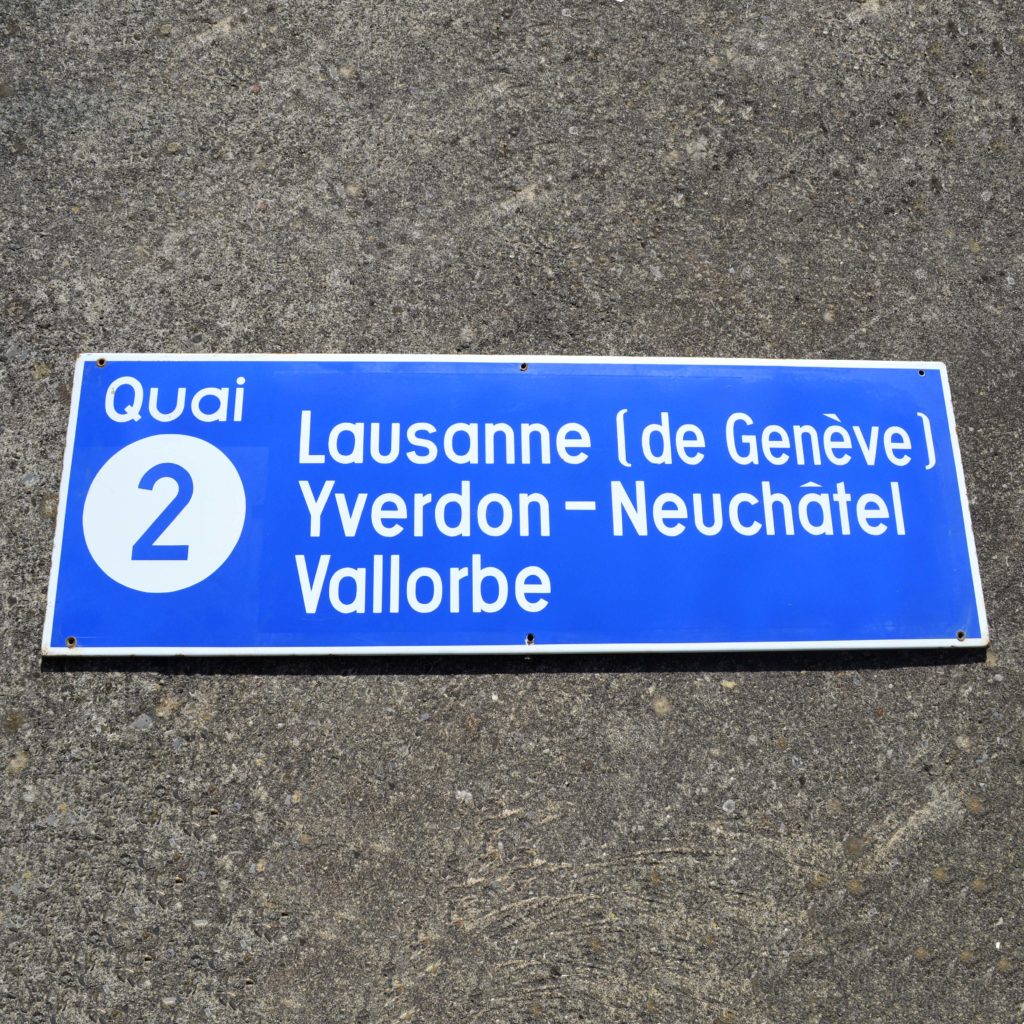 Quai
2
Lausanne (de Genève)
Yverdon – Neuchâtel
Vallorbe